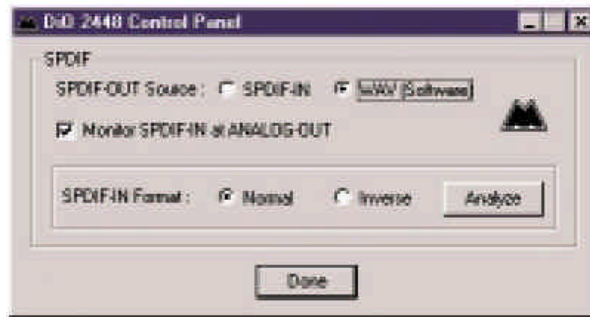 DiO 2448 Control Panel
SPDIF
SPDIF-OUT Source : SPDIF-IN WAV (Software)
Monitor SPDIF-IN at ANALOG-OUT
SPDIF-IN Format : Normal Inverse Analyze
Done